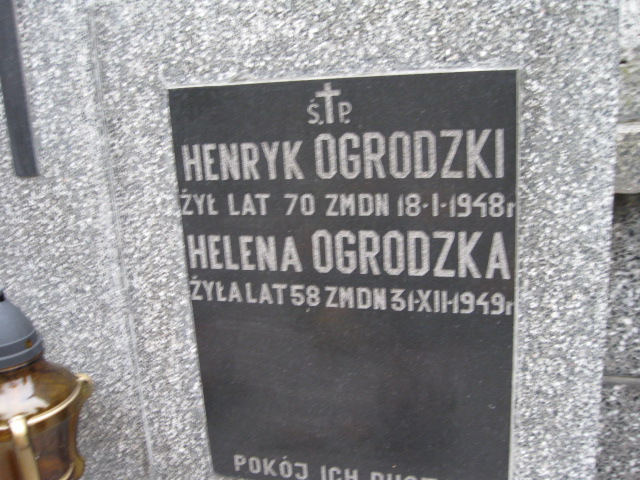 Ś.†P.
HENRYK OGRODZKI
ŻYŁ LAT 70 ZMDN 18-I-1948r
HELENA OGRODZKA
ŻYŁA LAT 58 ZMDN 31-XII-1949r
POKÓJ ICH